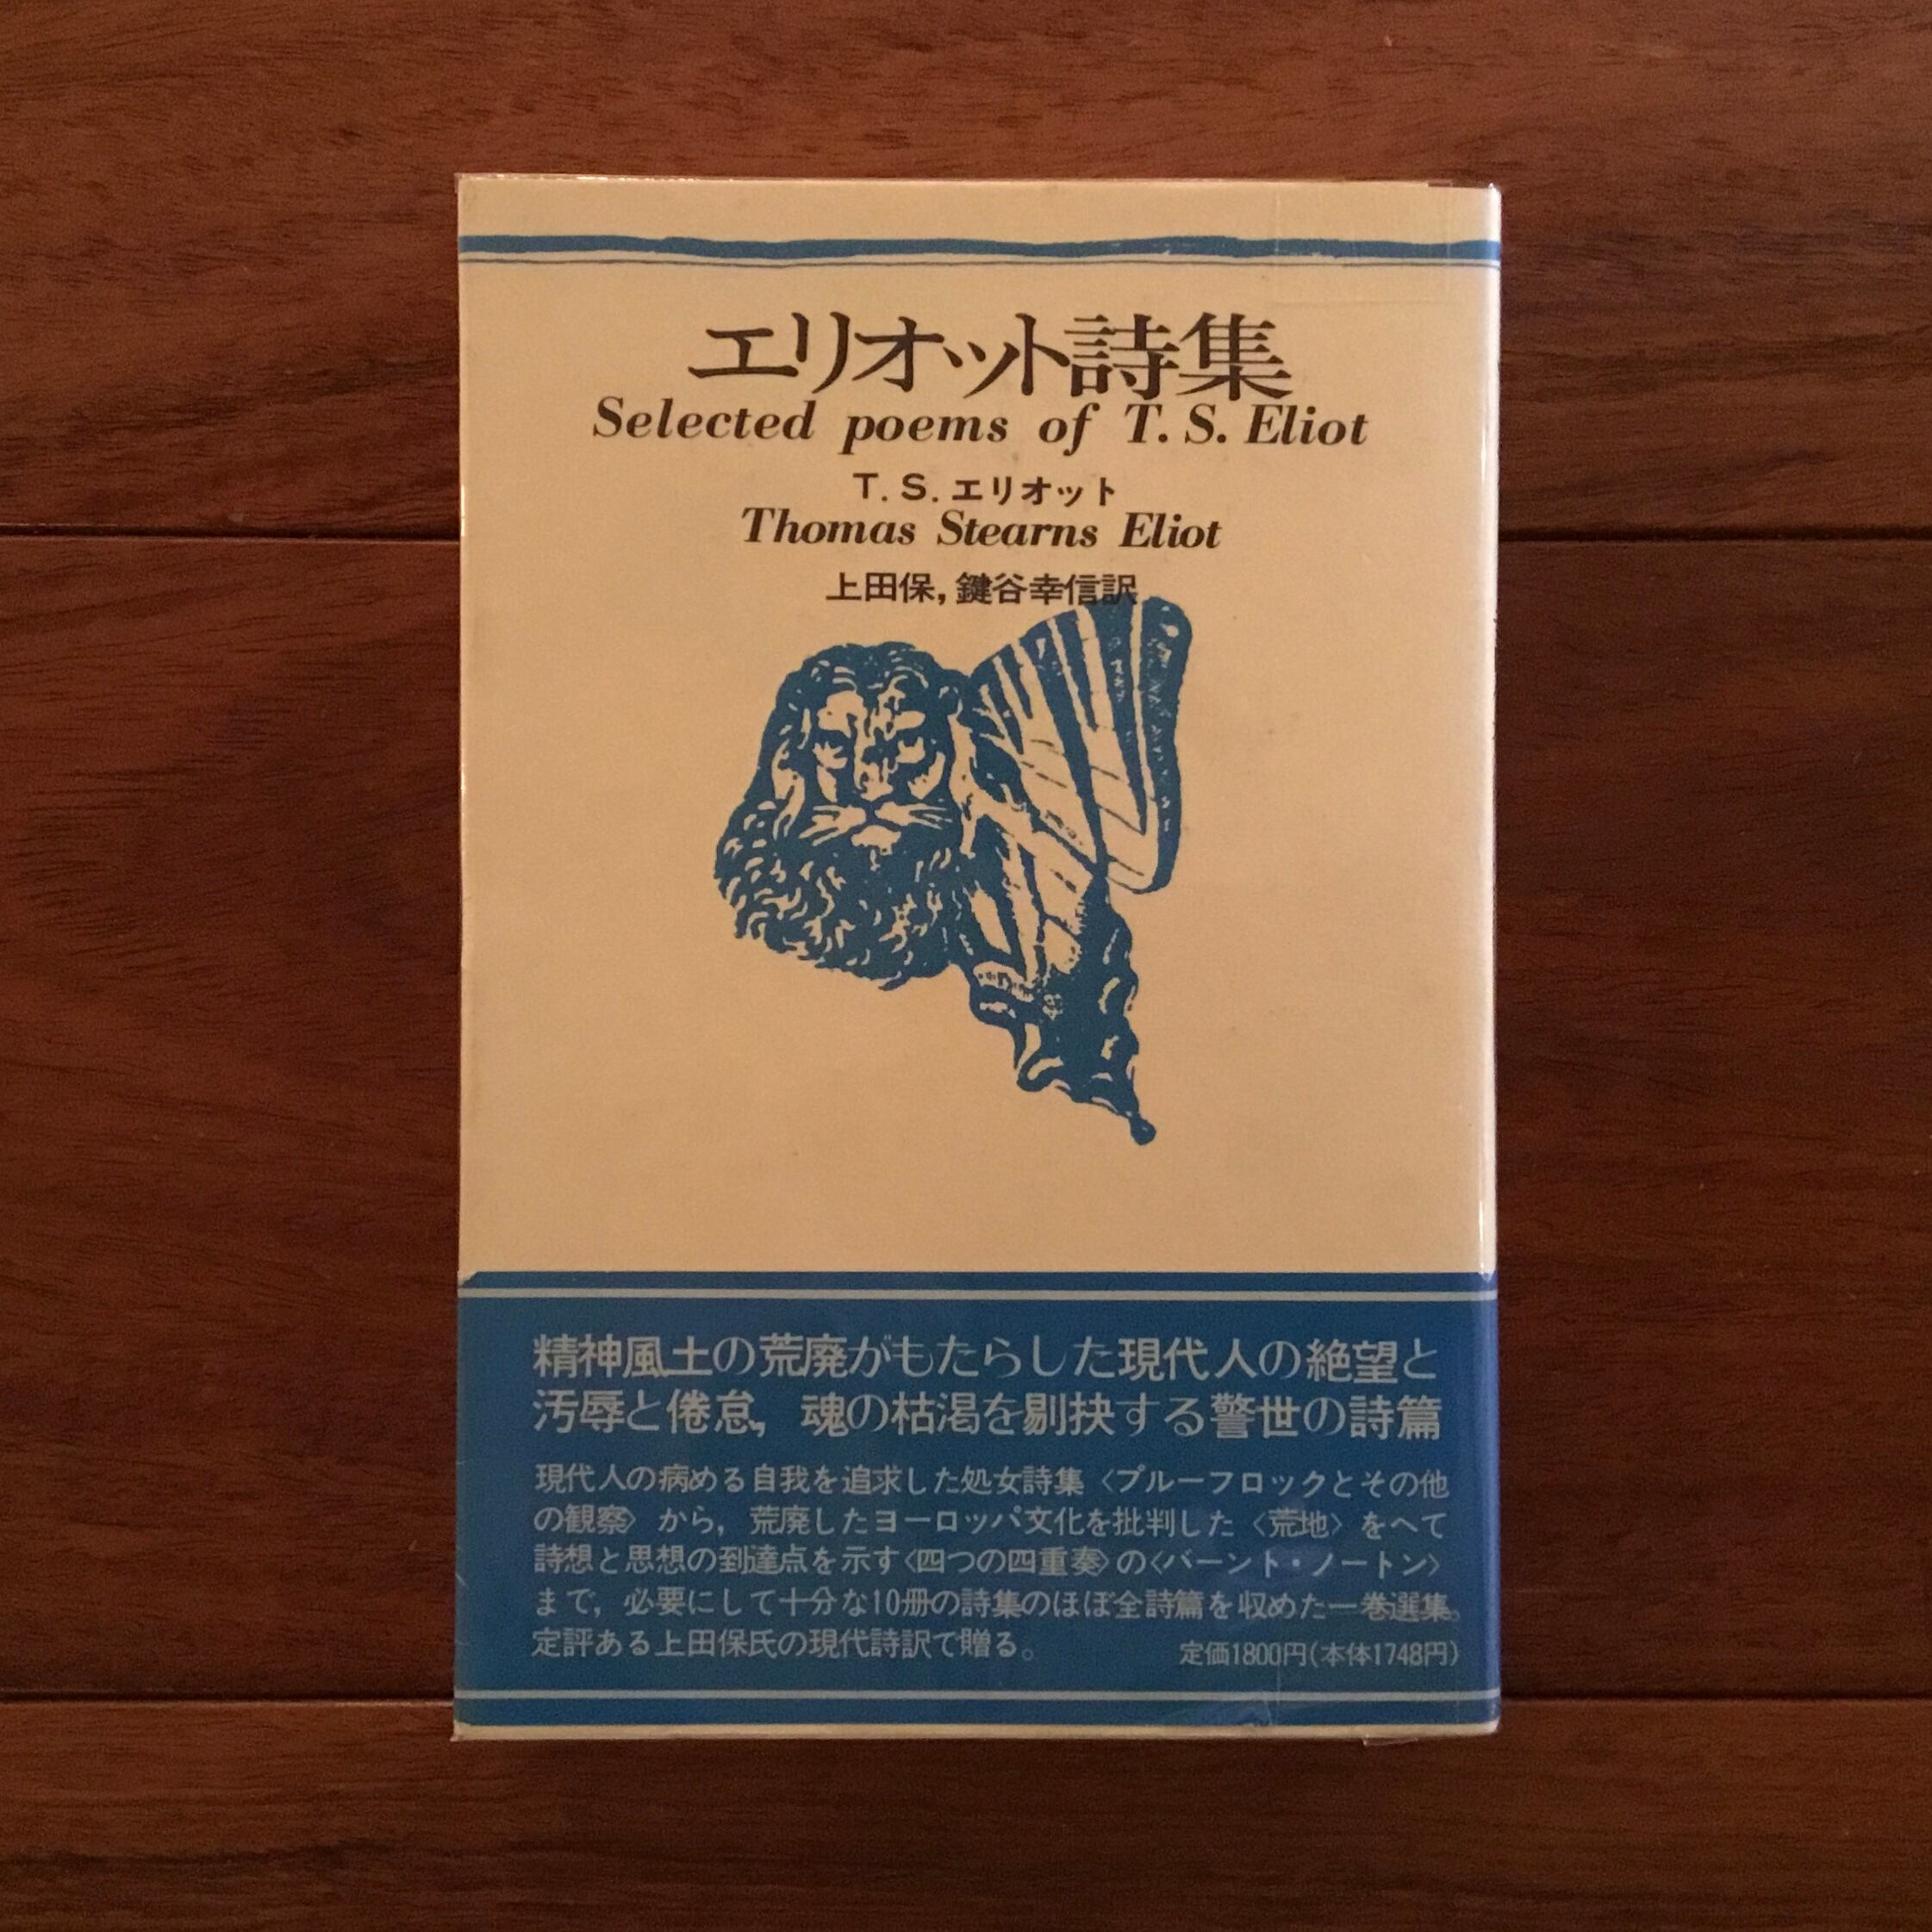 エリオット詩集
Selected poems of T. S. Eliot
T. S. エリオット
Thomas Stearns Eliot
上田保, 鍵谷幸信訳
精神風土の荒廃がもたらした現代人の絶望と
汚辱と倦怠，魂の枯渇を剔抉する警世の詩篇
現代人の病める自我を追求した処女詩集〈プルーフロックとその他
の観察〉から，荒廃したヨーロッパ文化を批判した〈荒地〉をへて
詩想と思想の到達点を示す〈四つの四重奏〉の〈バーント・ノートン〉
まで，必要にして十分な10冊の詩集のほぼ全詩篇を収めた一巻選集。
定評ある上田保氏の現代詩訳で贈る。 定価1800円(本体1748円)